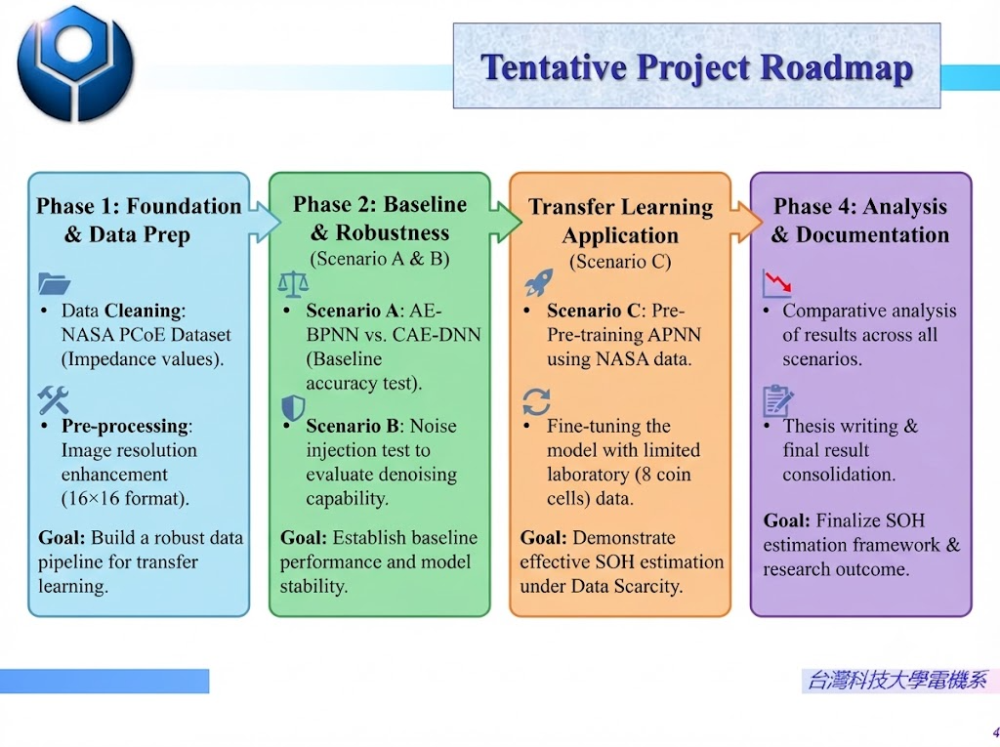 Tentative Project Roadmap
Phase 1: Foundation
& Data Prep
• Data Cleaning:
NASA PCoE Dataset
(Impedance values).
• Pre-processing:
Image resolution
enhancement
(16×16 format).
Goal: Build a robust data
pipeline for transfer
learning.
Phase 2: Baseline
& Robustness
(Scenario A & B)
• Scenario A: AE-
BPNN vs. CAE-DNN
(Baseline
accuracy test).
• Scenario B: Noise
injection test to
evaluate denoising
capability.
Goal: Establish baseline
performance and model
stability.
Transfer Learning
Application
(Scenario C)
• Scenario C: Pre-
Pre-training APNN
using NASA data.
• Fine-tuning the
model with limited
laboratory (8 coin
cells) data.
Goal: Demonstrate
effective SOH estimation
under Data Scarcity.
Phase 4: Analysis
& Documentation
• Comparative analysis
of results across all
scenarios.
• Thesis writing &
final result
consolidation.
Goal: Finalize SOH
estimation framework &
research outcome.
台灣科技大學電機系
4